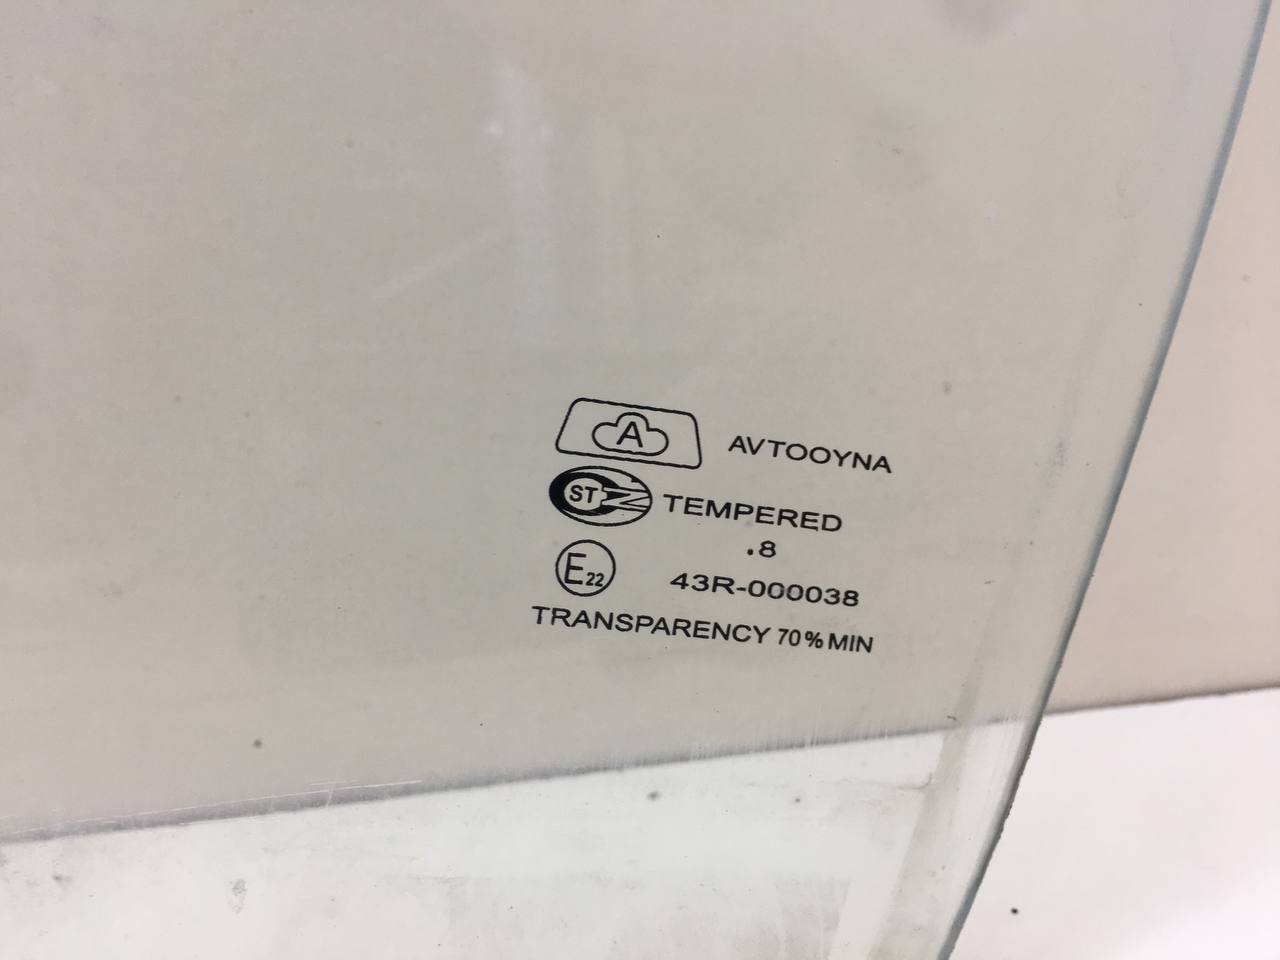 A AVTOOYNA
ST TEMPERED
.8
E22 43R-000038
TRANSPARENCY 70% MIN